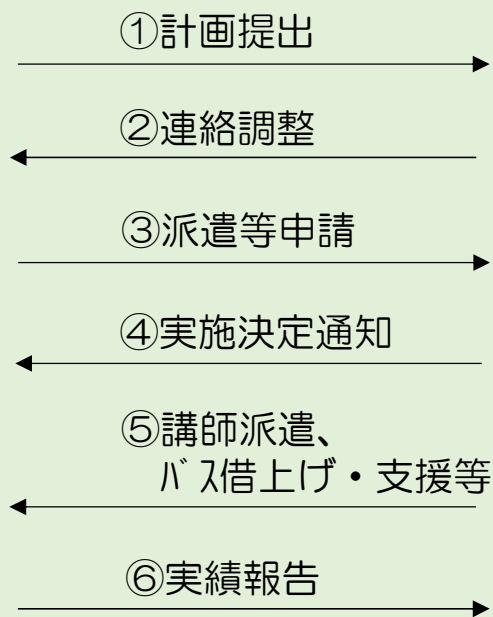 ①計画提出
②連絡調整
③派遣等申請
④実施決定通知
⑤講師派遣、
ﾊﾞｽ借上げ・支援等
⑥実績報告